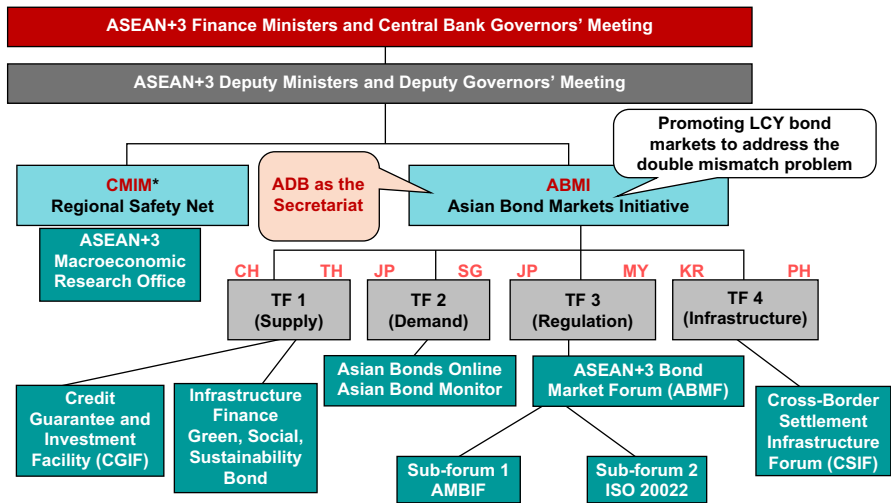 ASEAN+3 Finance Ministers and Central Bank Governors' Meeting
ASEAN+3 Deputy Ministers and Deputy Governors' Meeting
Promoting LCY bond
markets to address the
double mismatch problem
CMIM*
Regional Safety Net
ADB as the
Secretariat
ABMI
Asian Bond Markets Initiative
ASEAN+3
Macroeconomic
Research Office
CH
TH
JP
SG
JP
MY
KR
PH
TF 1
(Supply)
TF 2
(Demand)
TF 3
(Regulation)
TF 4
(Infrastructure)
Credit
Guarantee and
Investment
Facility (CGIF)
Infrastructure
Finance
Green, Social,
Sustainability
Bond
Asian Bonds Online
Asian Bond Monitor
ASEAN+3 Bond
Market Forum (ABMF)
Cross-Border
Settlement
Infrastructure
Forum (CSIF)
Sub-forum 1
AMBIF
Sub-forum 2
ISO 20022